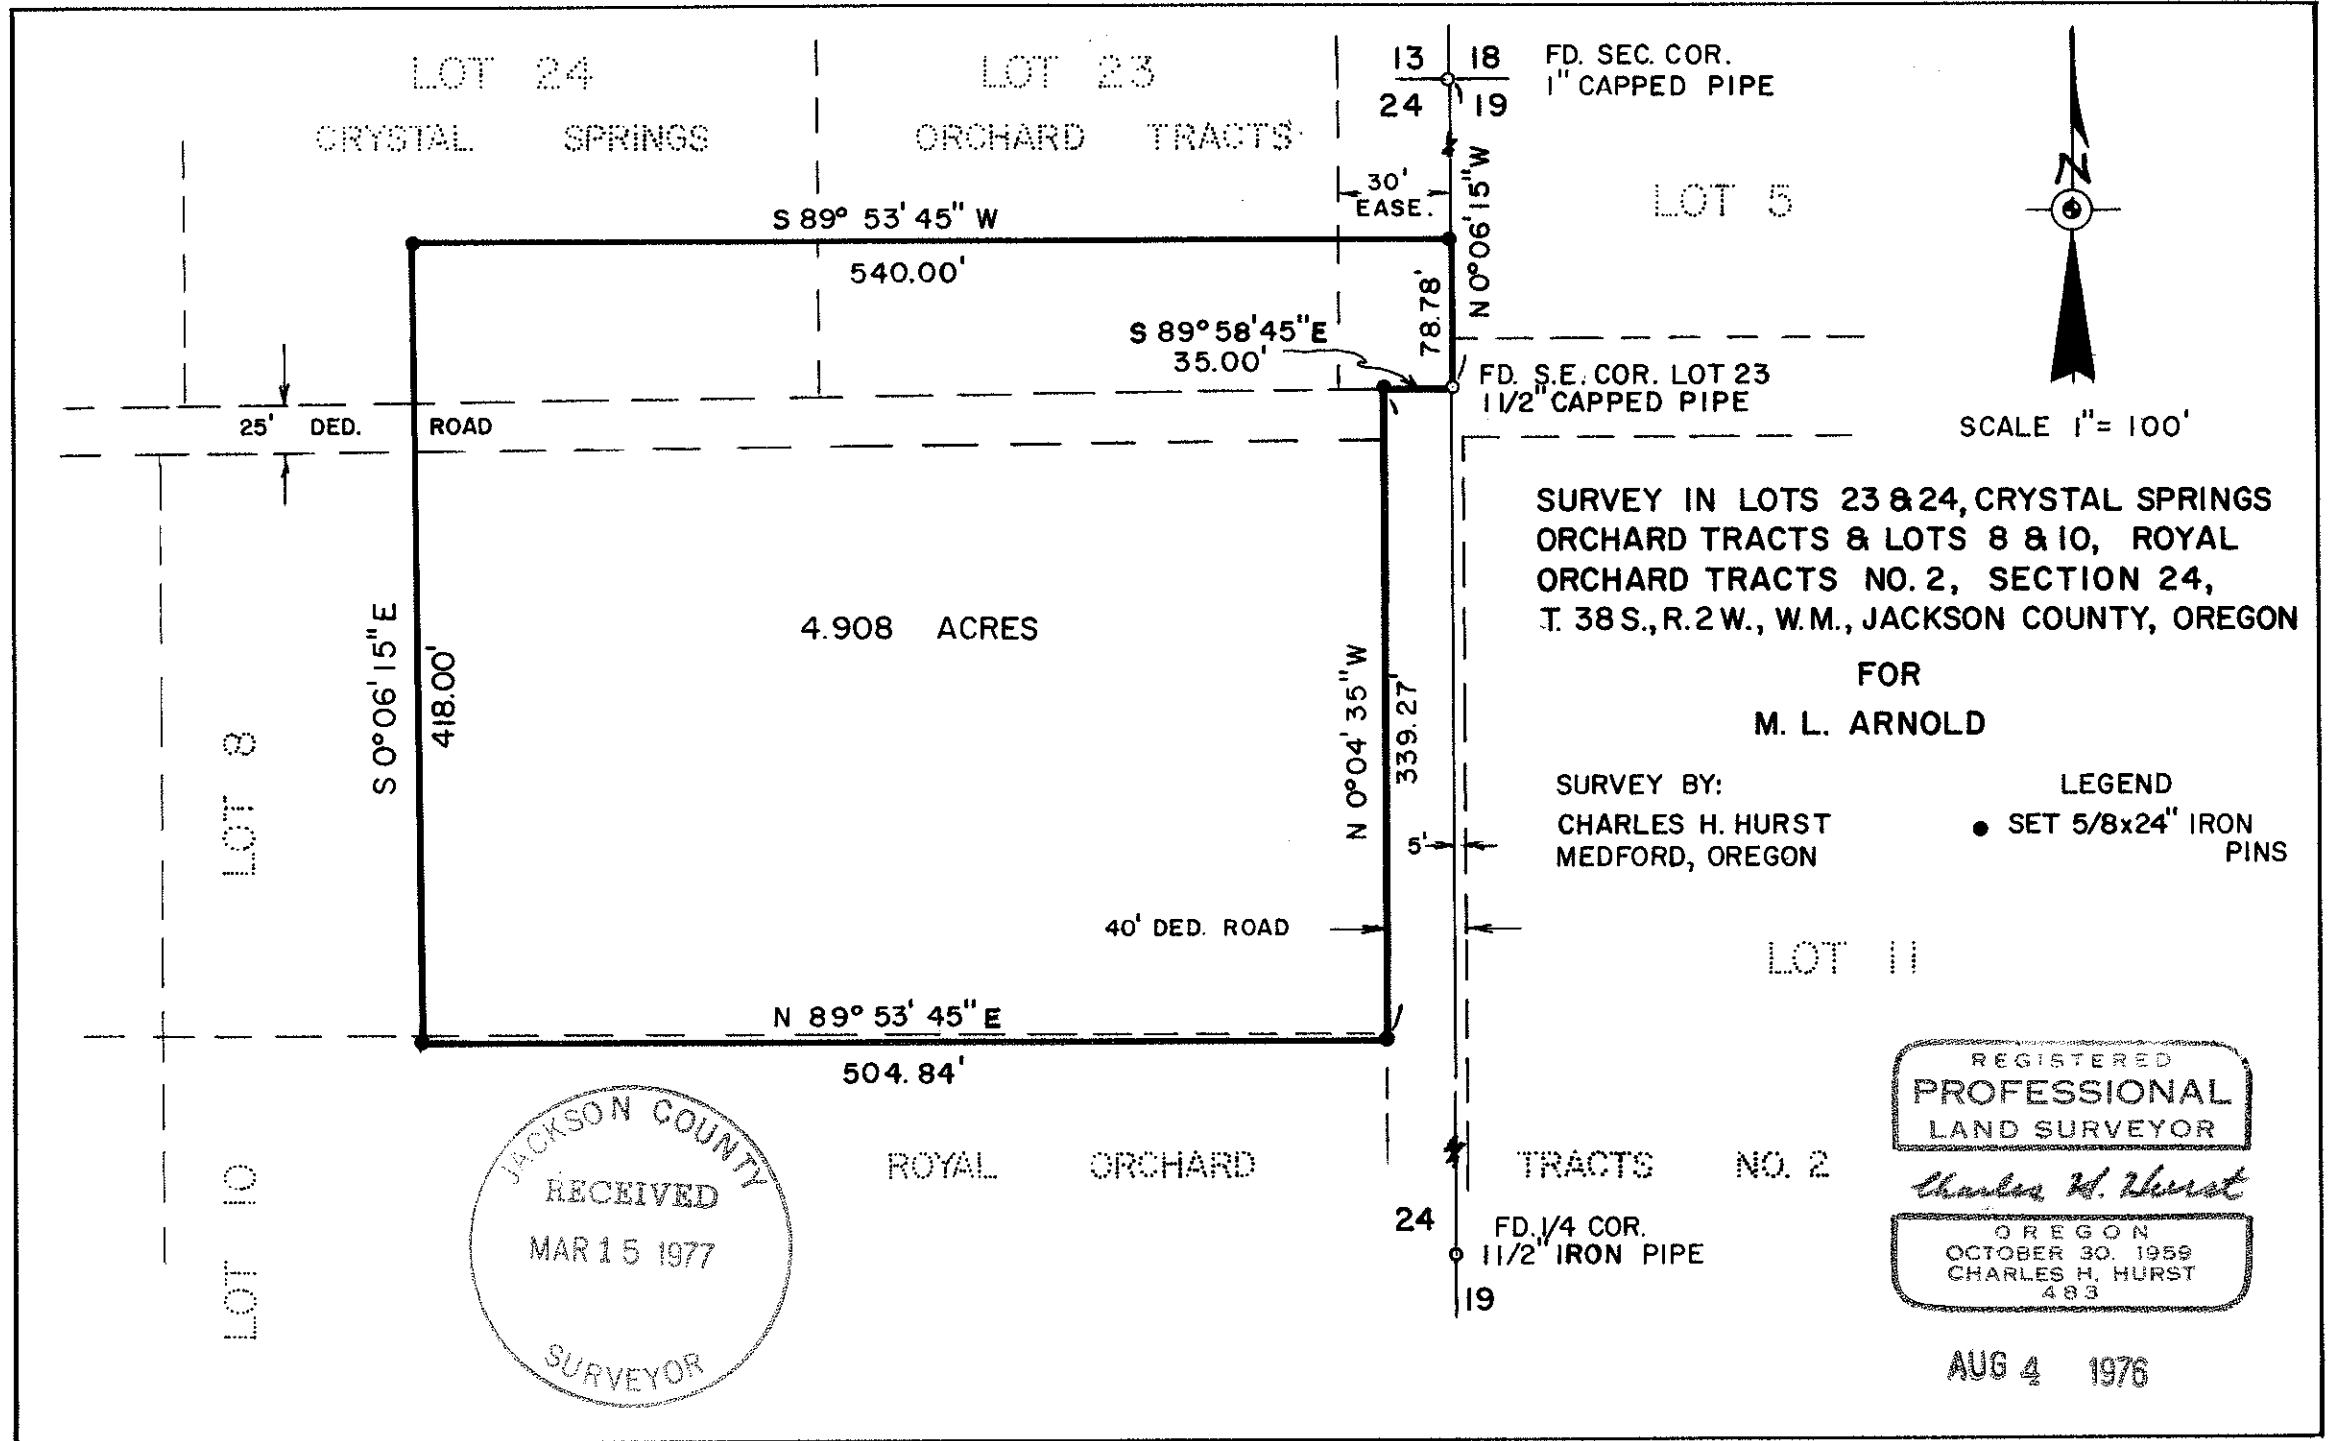 LOT 24
LOT 23
CRYSTAL SPRINGS
ORCHARD TRACTS
13 18
24 19
FD. SEC. COR.
1" CAPPED PIPE
30'
EASE.
N 0° 06' 15" W
LOT 5
N
S 89° 53' 45" W
540.00'
78.78'
S 89° 58' 45" E
35.00'
FD. S.E. COR. LOT 23
1 1/2" CAPPED PIPE
25' DED. ROAD
SCALE 1" = 100'
SURVEY IN LOTS 23 & 24, CRYSTAL SPRINGS
ORCHARD TRACTS & LOTS 8 & 10, ROYAL
ORCHARD TRACTS NO. 2, SECTION 24,
T. 38 S., R. 2 W., W.M., JACKSON COUNTY, OREGON
FOR
M. L. ARNOLD
4.908 ACRES
S 0° 06' 15" E
418.00'
N 0° 04' 35" W
339.27'
LOT 8
SURVEY BY:
CHARLES H. HURST
MEDFORD, OREGON
LEGEND
SET 5/8x24" IRON
PINS
5'
40' DED. ROAD
LOT 11
N 89° 53' 45" E
504.84'
LOT 10
JACKSON COUNTY
RECEIVED
MAR 15 1977
SURVEYOR
ROYAL ORCHARD TRACTS NO. 2
24
FD. 1/4 COR.
1 1/2" IRON PIPE
19
REGISTERED
PROFESSIONAL
LAND SURVEYOR
Charles H. Hurst
OREGON
OCTOBER 30. 1959
CHARLES H. HURST
483
AUG 4 1976